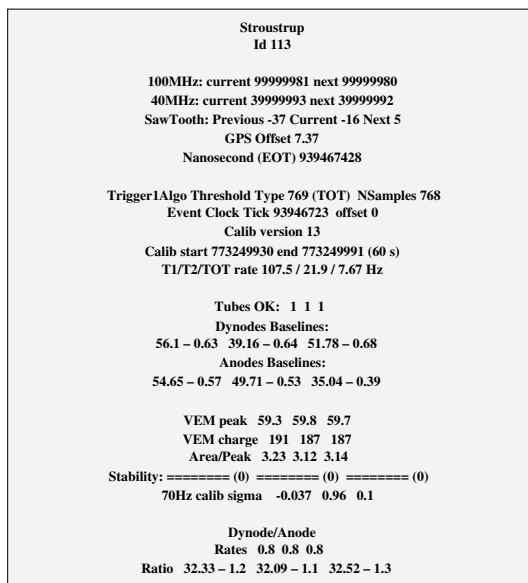 Stroustrup
Id 113
100MHz: current 99999981 next 99999980
40MHz: current 39999993 next 39999992
SawTooth: Previous -37 Current -16 Next 5
GPS Offset 7.37
Nanosecond (EOT) 939467428
Trigger1Algo Threshold Type 769 (TOT) NSamples 768
Event Clock Tick 93946723 offset 0
Calib version 13
Calib start 773249930 end 773249991 (60 s)
T1/T2/TOT rate 107.5 / 21.9 / 7.67 Hz
Tubes OK: 1 1 1
Dynodes Baselines:
56.1 – 0.63 39.16 – 0.64 51.78 – 0.68
Anodes Baselines:
54.65 – 0.57 49.71 – 0.53 35.04 – 0.39
VEM peak 59.3 59.8 59.7
VEM charge 191 187 187
Area/Peak 3.23 3.12 3.14
Stability: ======== (0) ======== (0) ======== (0)
70Hz calib sigma -0.037 0.96 0.1
Dynode/Anode
Rates 0.8 0.8 0.8
Ratio 32.33 – 1.2 32.09 – 1.1 32.52 – 1.3